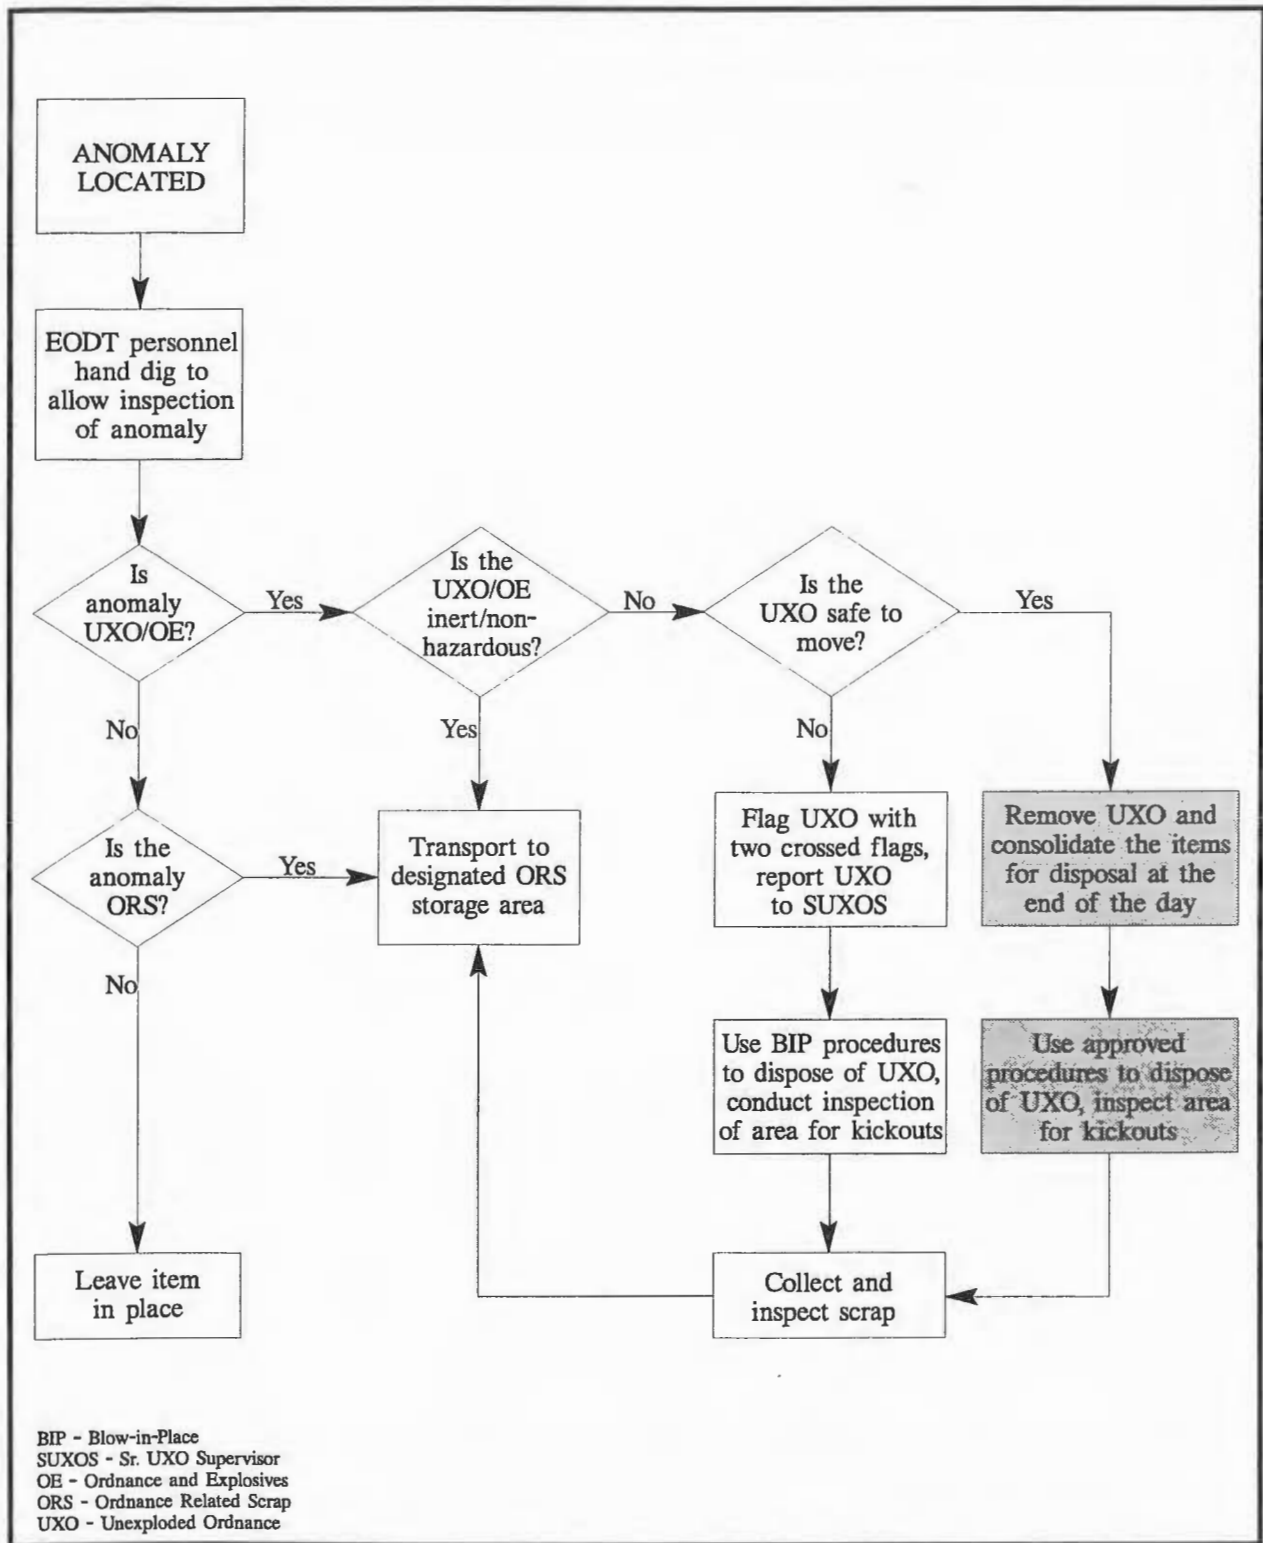 ANOMALY
LOCATED
EODT personnel
hand dig to
allow inspection
of anomaly
Is
anomaly
UXO/OE?
Yes
Is the
UXO/OE
inert/non-
hazardous?
No
Is the
UXO safe to
move?
Yes
No
Yes
No
Is the
anomaly
ORS?
Yes
Transport to
designated ORS
storage area
Flag UXO with
two crossed flags,
report UXO
to SUXOS
Remove UXO and
consolidate the items
for disposal at the
end of the day
No
Use BIP procedures
to dispose of UXO,
conduct inspection
of area for kickouts
Use approved
procedures to dispose
of UXO, inspect area
for kickouts
Leave item
in place
Collect and
inspect scrap
BIP - Blow-in-Place
SUXOS - Sr. UXO Supervisor
OE - Ordnance and Explosives
ORS - Ordnance Related Scrap
UXO - Unexploded Ordnance